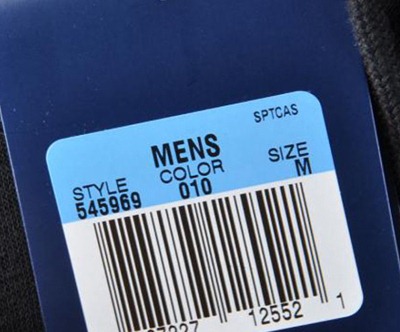 SPTCAS
MENS
STYLE COLOR SIZE
545969 010 M
12552 1